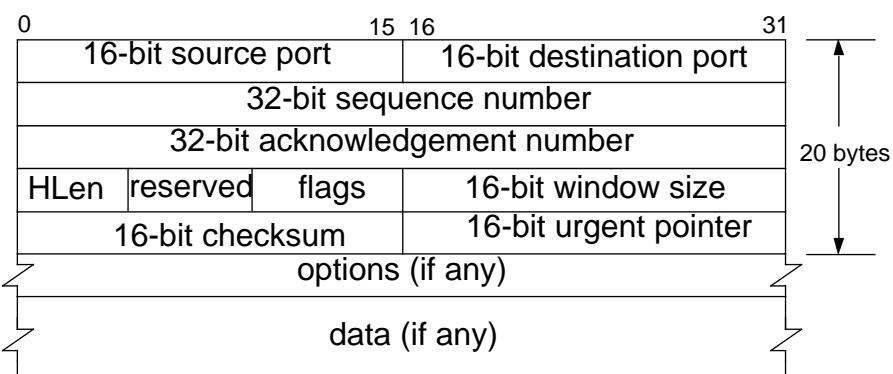 0 15 16 31
16-bit source port 16-bit destination port
32-bit sequence number
32-bit acknowledgement number
20 bytes
HLen reserved flags 16-bit window size
16-bit checksum 16-bit urgent pointer
options (if any)
data (if any)